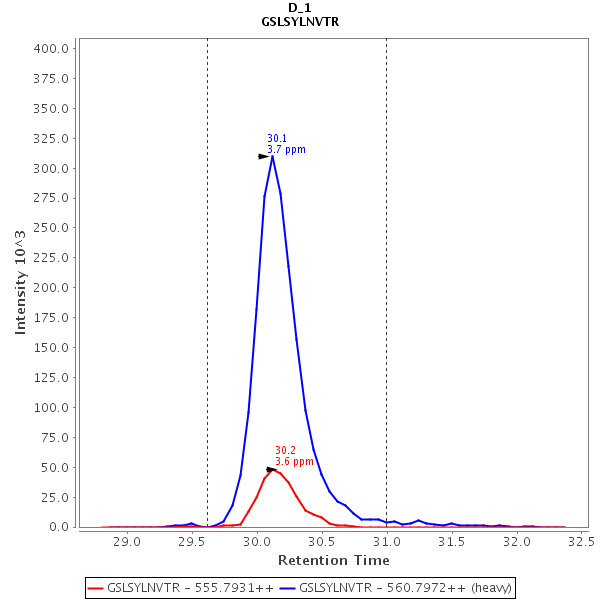 D_1
GSLSYLNVTR
400.0
375.0
350.0
325.0
300.0
275.0
250.0
225.0
200.0
175.0
150.0
125.0
100.0
75.0
50.0
25.0
0.0
Intensity 10^3
30.1
3.7 ppm
30.2
3.6 ppm
29.0 29.5 30.0 30.5 31.0 31.5 32.0 32.5
Retention Time
GSLSYLNVTR - 555.7931++ GSLSYLNVTR - 560.7972++ (heavy)